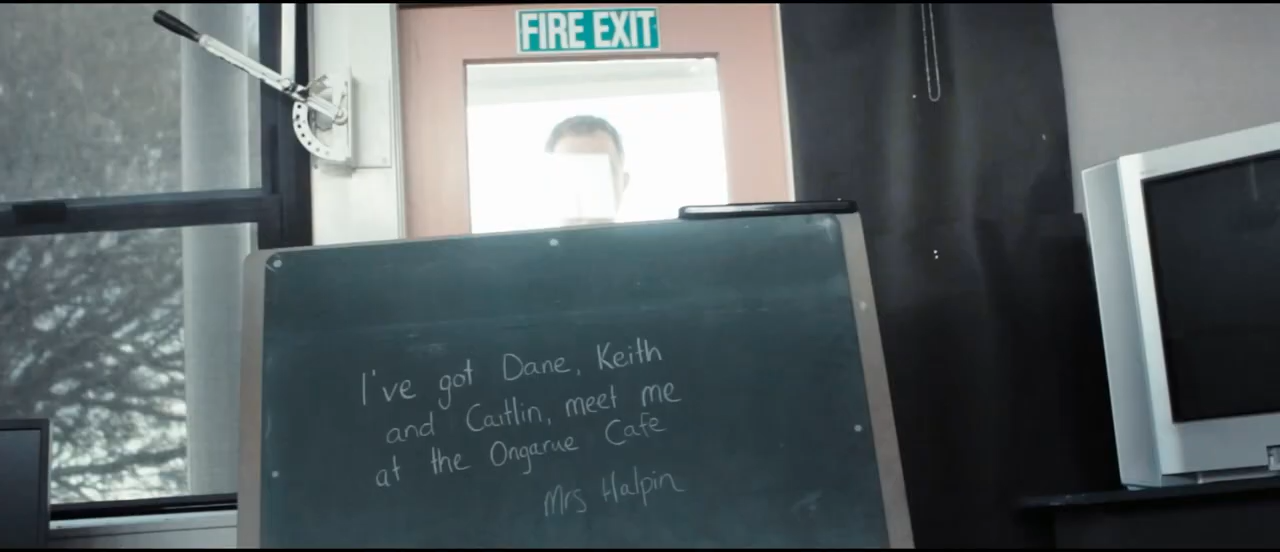 FIRE EXIT
I've got Dane, Keith
and Caitlin, meet me
at the Ongarue Cafe
Mrs Halpin